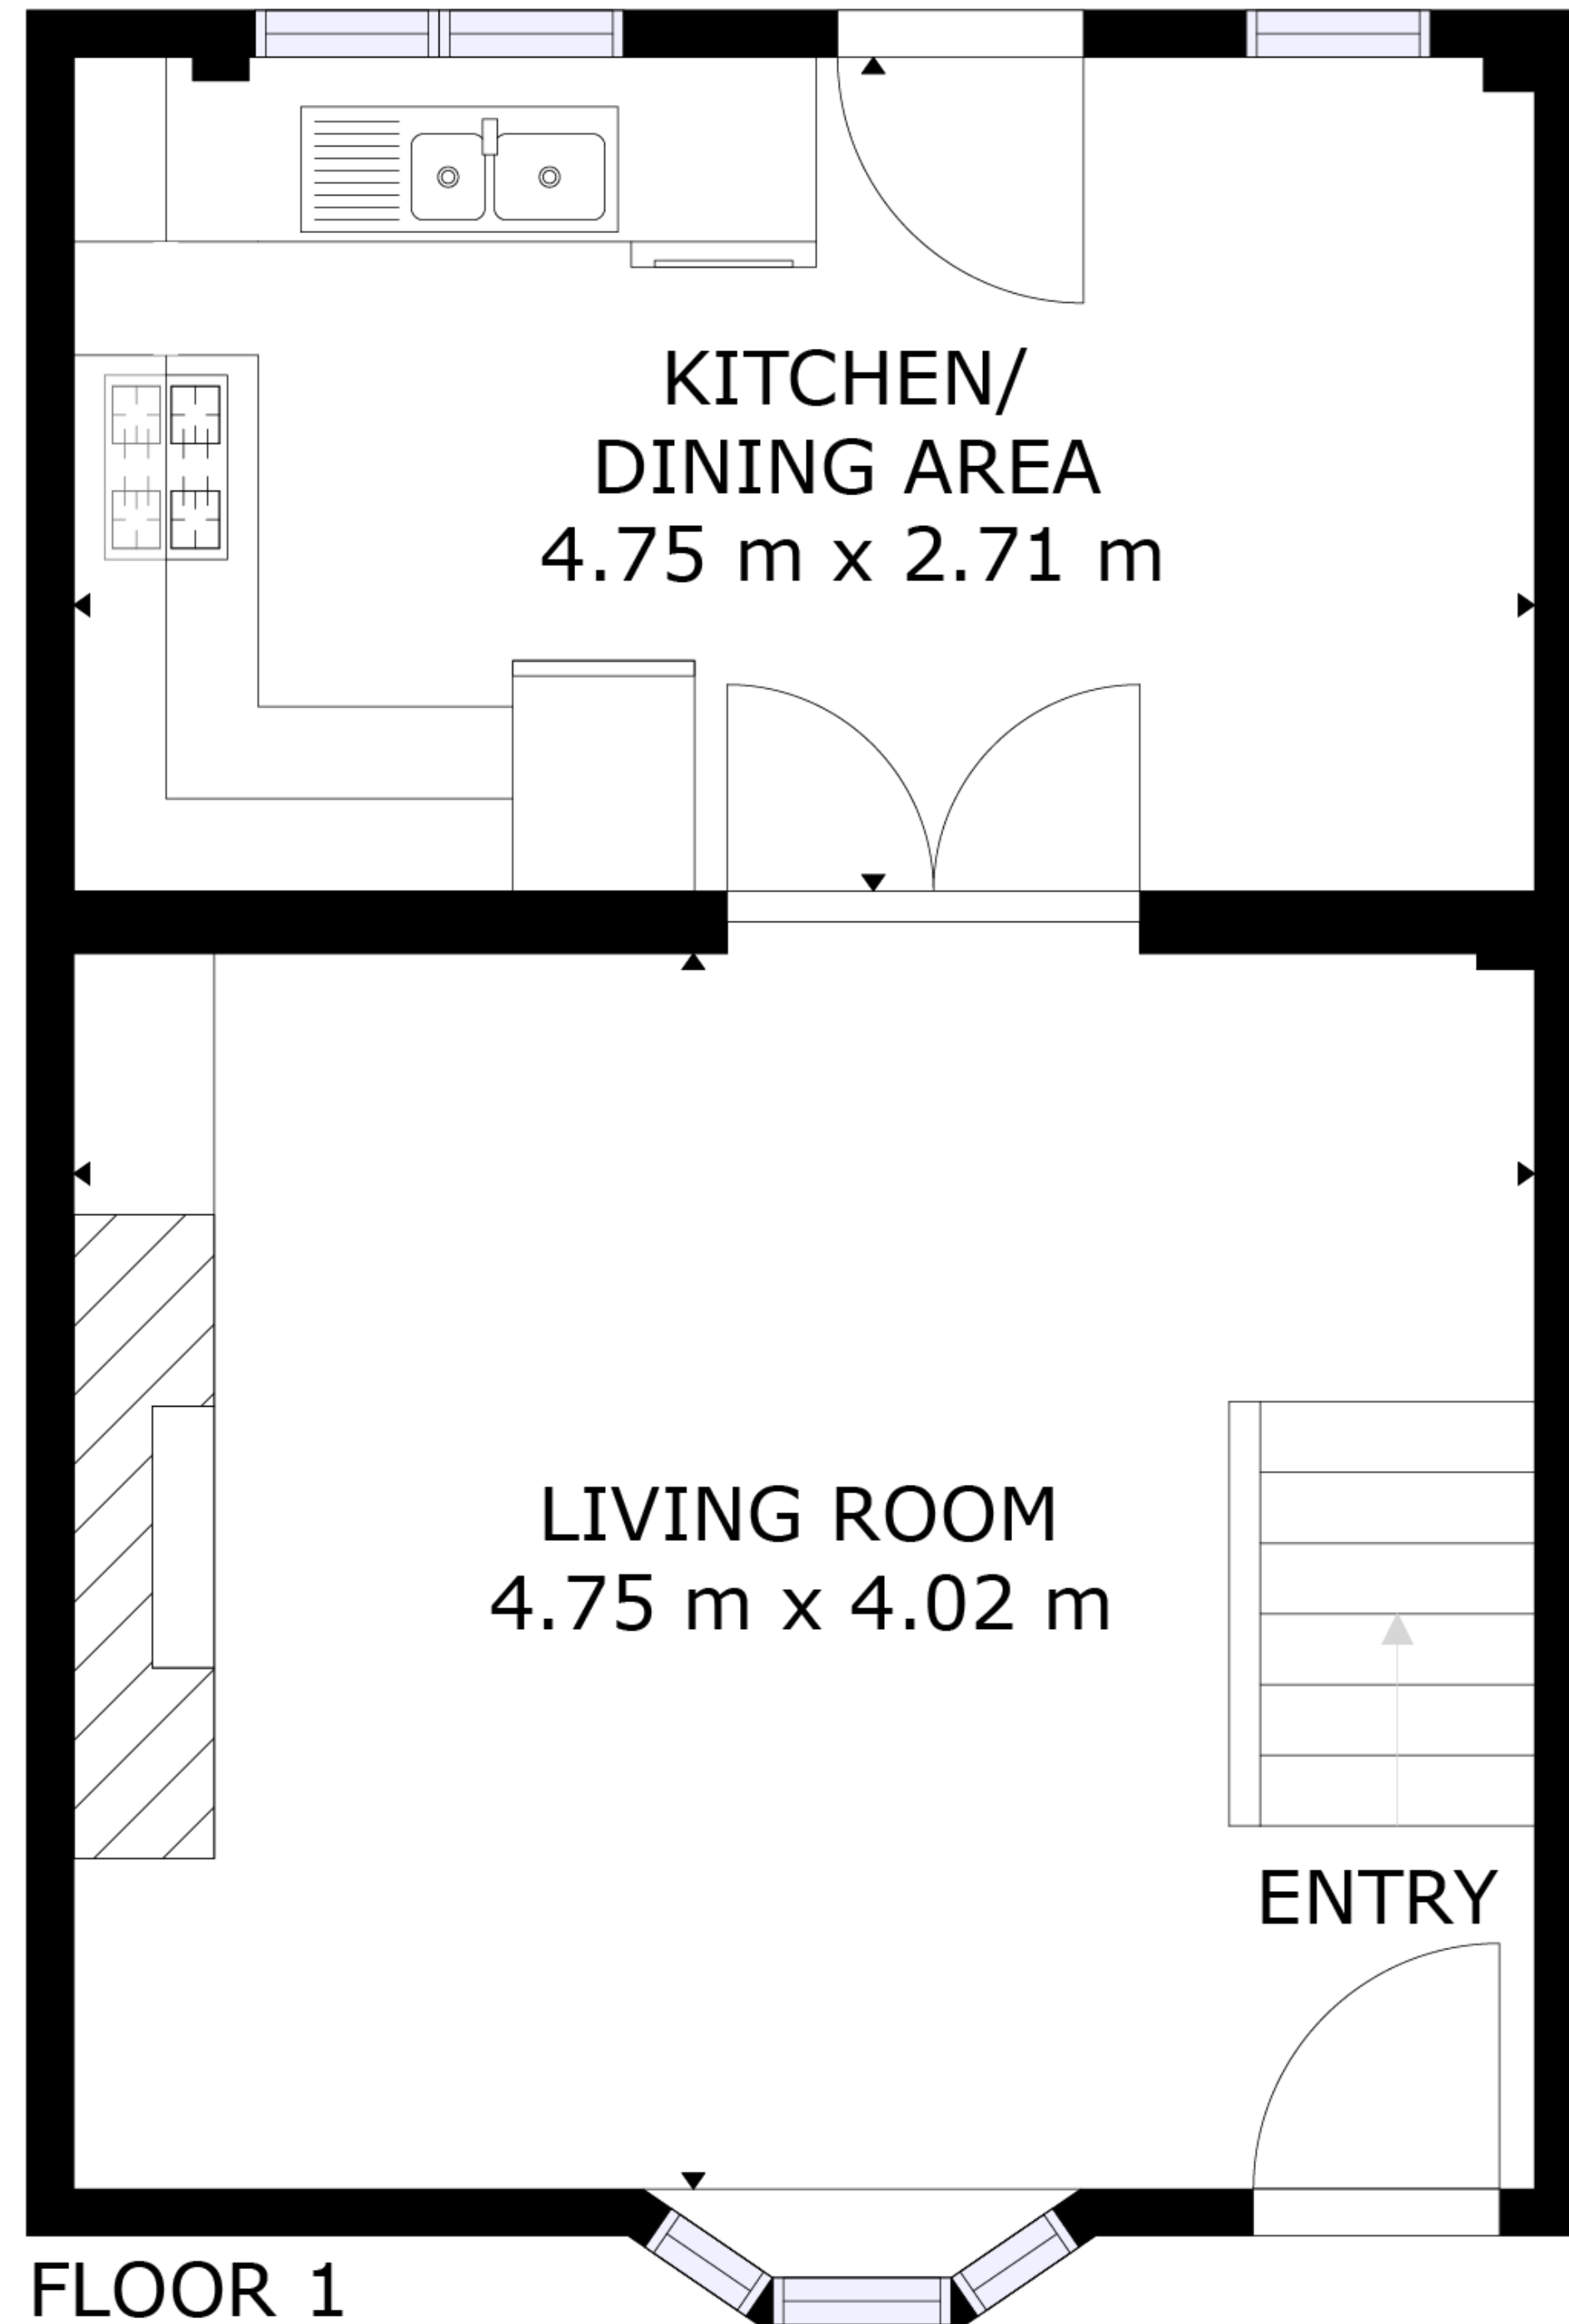 KITCHEN/
DINING AREA
4.75 m x 2.71 m
LIVING ROOM
4.75 m x 4.02 m
ENTRY
FLOOR 1